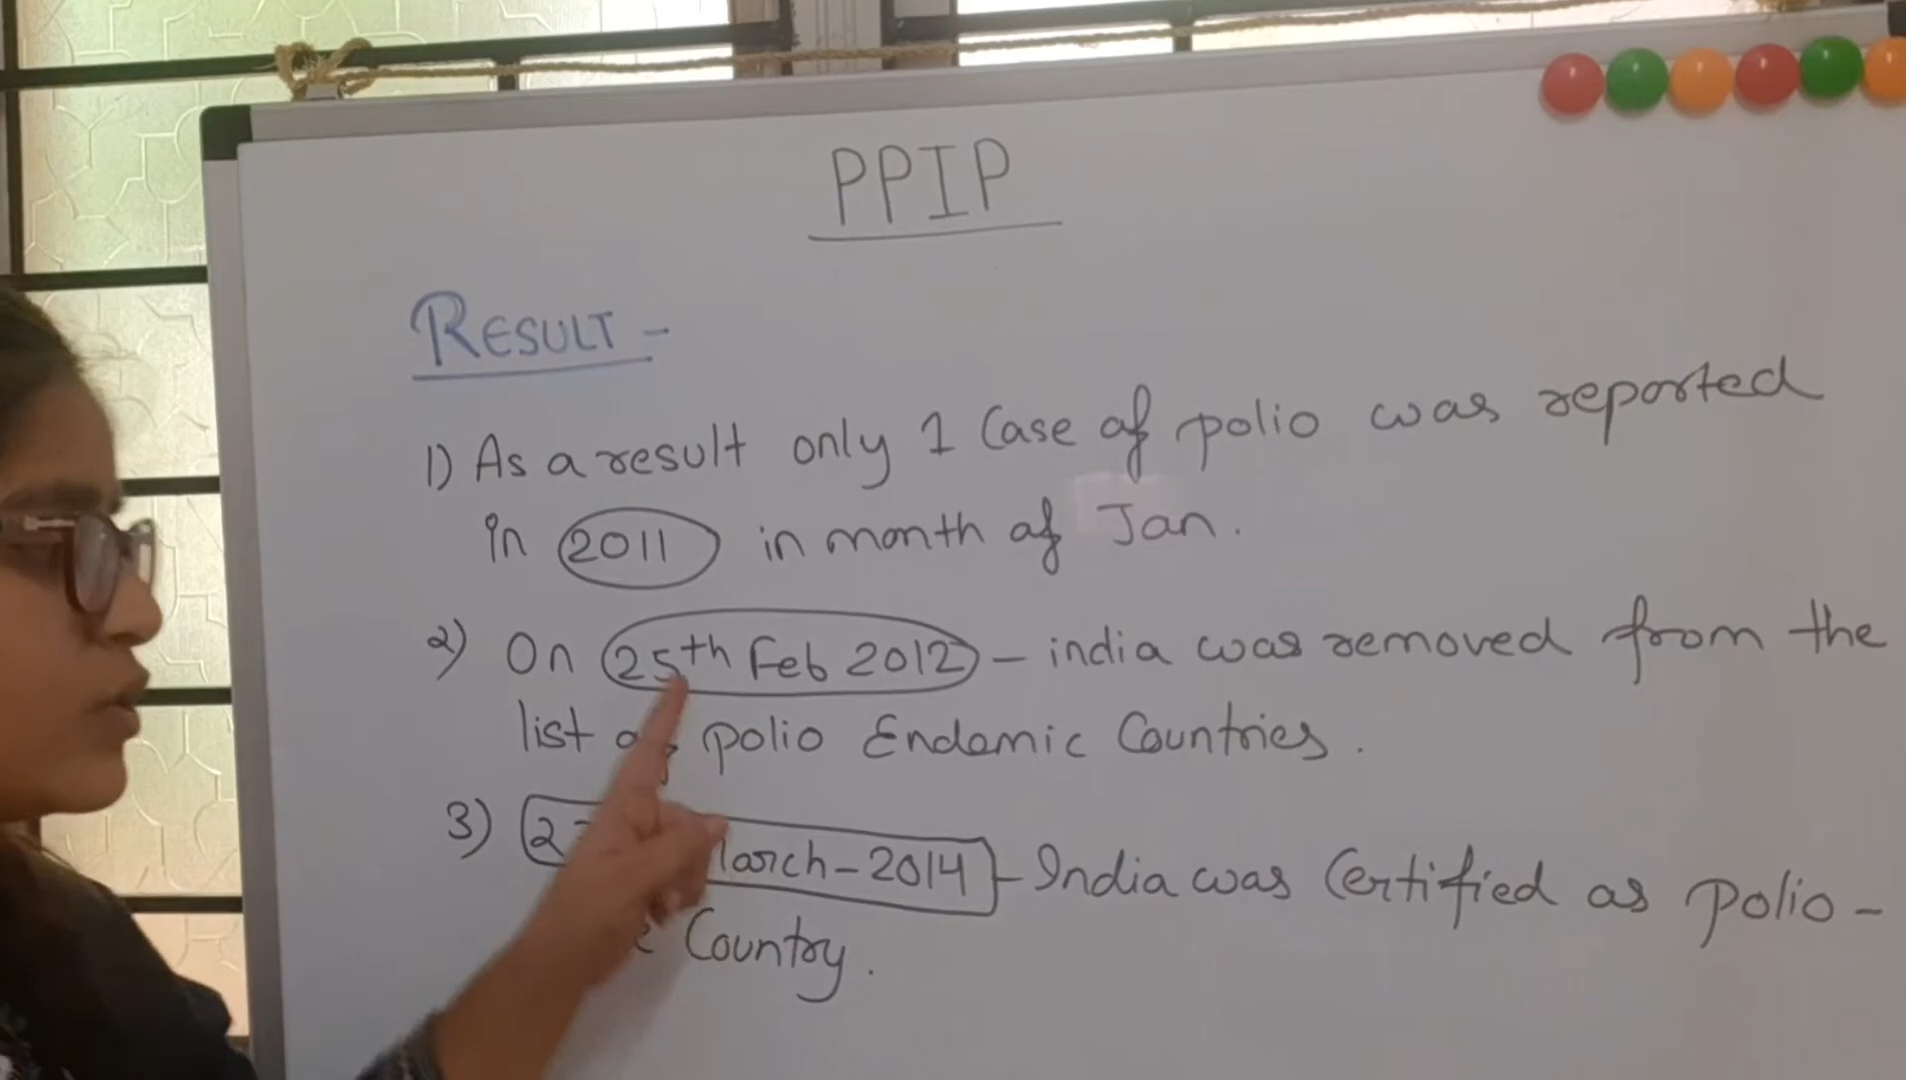 PPIP
RESULT -
1) As a result only 1 Case of polio was reported
in 2011 in month of Jan.
2) On 25th Feb 2012 - india was removed from the
list of polio Endemic Countries.
3) March-2014 - India was Certified as polio-
Country.